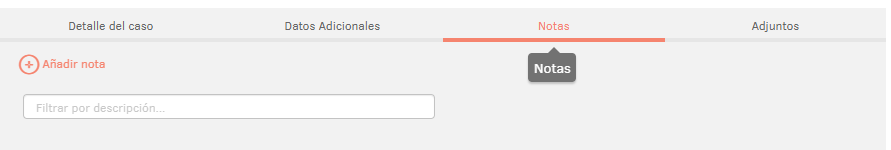 Detalle del caso
Datos Adicionales
Notas
Adjuntos
Notas
Añadir nota
Filtrar por descripción...